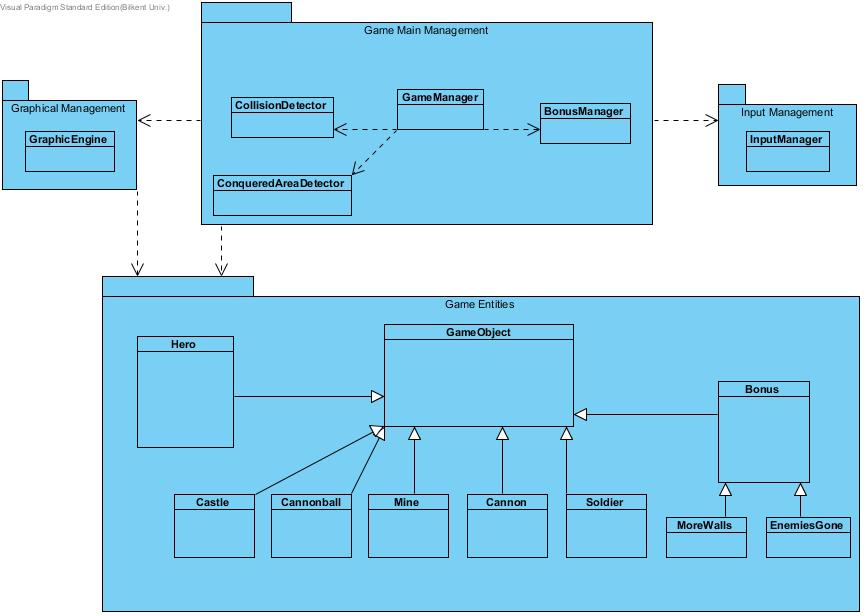 Visual Paradigm Standard Edition(Bilkent Univ.)
Game Main Management
Graphical Management
GraphicEngine
CollisionDetector
GameManager
BonusManager
ConqueredAreaDetector
Input Management
InputManager
Game Entities
Hero
GameObject
Bonus
Castle
Cannonball
Mine
Cannon
Soldier
MoreWalls
EnemiesGone